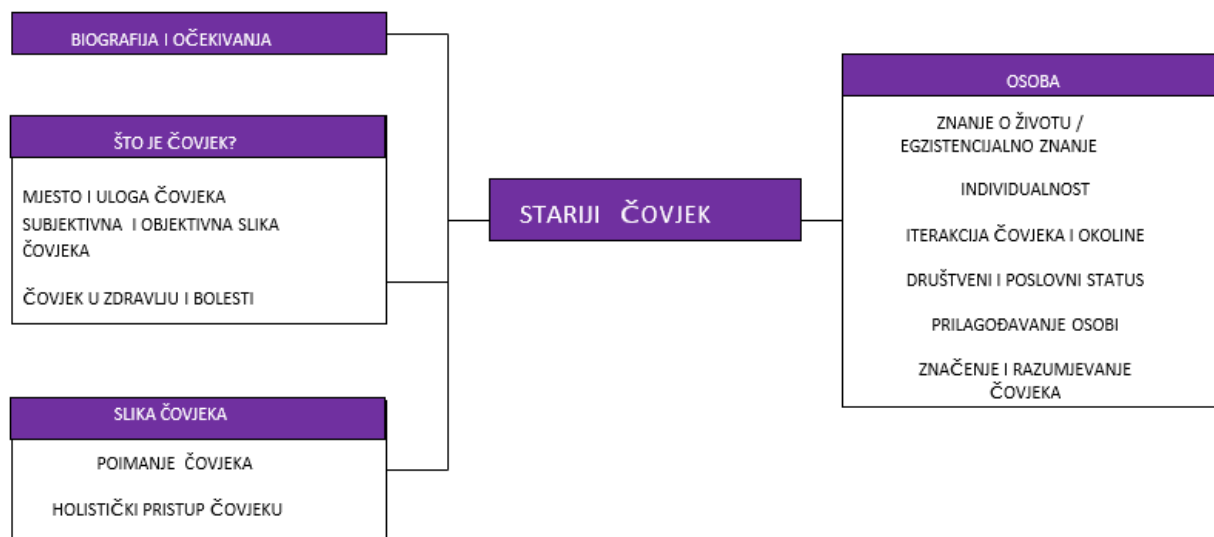 BIOGRAFIJA I OČEKIVANJA
ŠTO JE ČOVJEK?
MJESTO I ULOGA ČOVJEKA
SUBJEKTIVNA I OBJEKTIVNA SLIKA
ČOVJEKA
ČOVJEK U ZDRAVLJU I BOLESTI
SLIKA ČOVJEKA
POIMANJE ČOVJEKA
HOLISTIČKI PRISTUP ČOVJEKU
STARIJI ČOVJEK
OSOBA
ZNANJE O ŽIVOTU /
EGZISTENCIJALNO ZNANJE
INDIVIDUALNOST
ITERAKCIJA ČOVJEKA I OKOLINE
DRUŠTVENI I POSLOVNI STATUS
PRILAGOĐAVANJE OSOBI
ZNAČENJE I RAZUMJEVANJE
ČOVJEKA